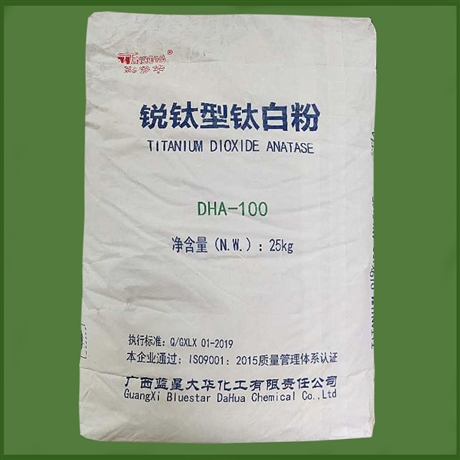 锐钛型钛白粉
TITANIUM DIOXIDE ANATASE
DHA-100
净含量（N.W.）：25kg
执行标准：Q/GXLX 01-2019
本企业通过：ISO9001：2015质量管理体系认证
广西蓝星大华化工有限责任公司
GuangXi Bluestar DaHua Chemical Co.,Ltd